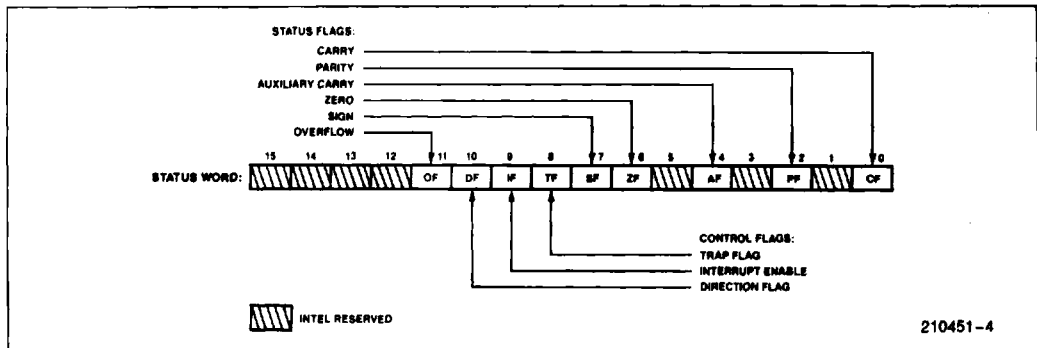 STATUS FLAGS:
CARRY
PARITY
AUXILIARY CARRY
ZERO
SIGN
OVERFLOW
15 14 13 12 11 10 9 8 7 6 5 4 3 2 1 0
STATUS WORD: OF DF IF TF SF ZF AF PF CF
CONTROL FLAGS:
TRAP FLAG
INTERRUPT ENABLE
DIRECTION FLAG
INTEL RESERVED
210451-4